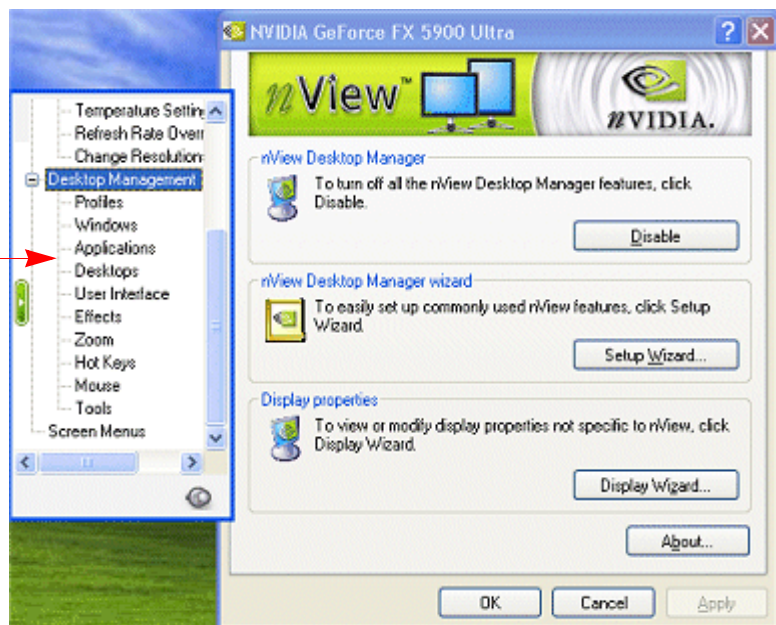 NVIDIA GeForce FX 5900 Ultra
nView™
NVIDIA.
Temperature Setting
Refresh Rate Overr
Change Resolution
Desktop Management
Profiles
Windows
Applications
Desktops
User Interface
Effects
Zoom
Hot Keys
Mouse
Tools
Screen Menus
nView Desktop Manager
To turn off all the nView Desktop Manager features, click
Disable.
Disable
nView Desktop Manager wizard
To easily set up commonly used nView features, click Setup
Wizard.
Setup Wizard...
Display properties
To view or modify display properties not specific to nView, click
Display Wizard.
Display Wizard...
About...
OK
Cancel
Apply